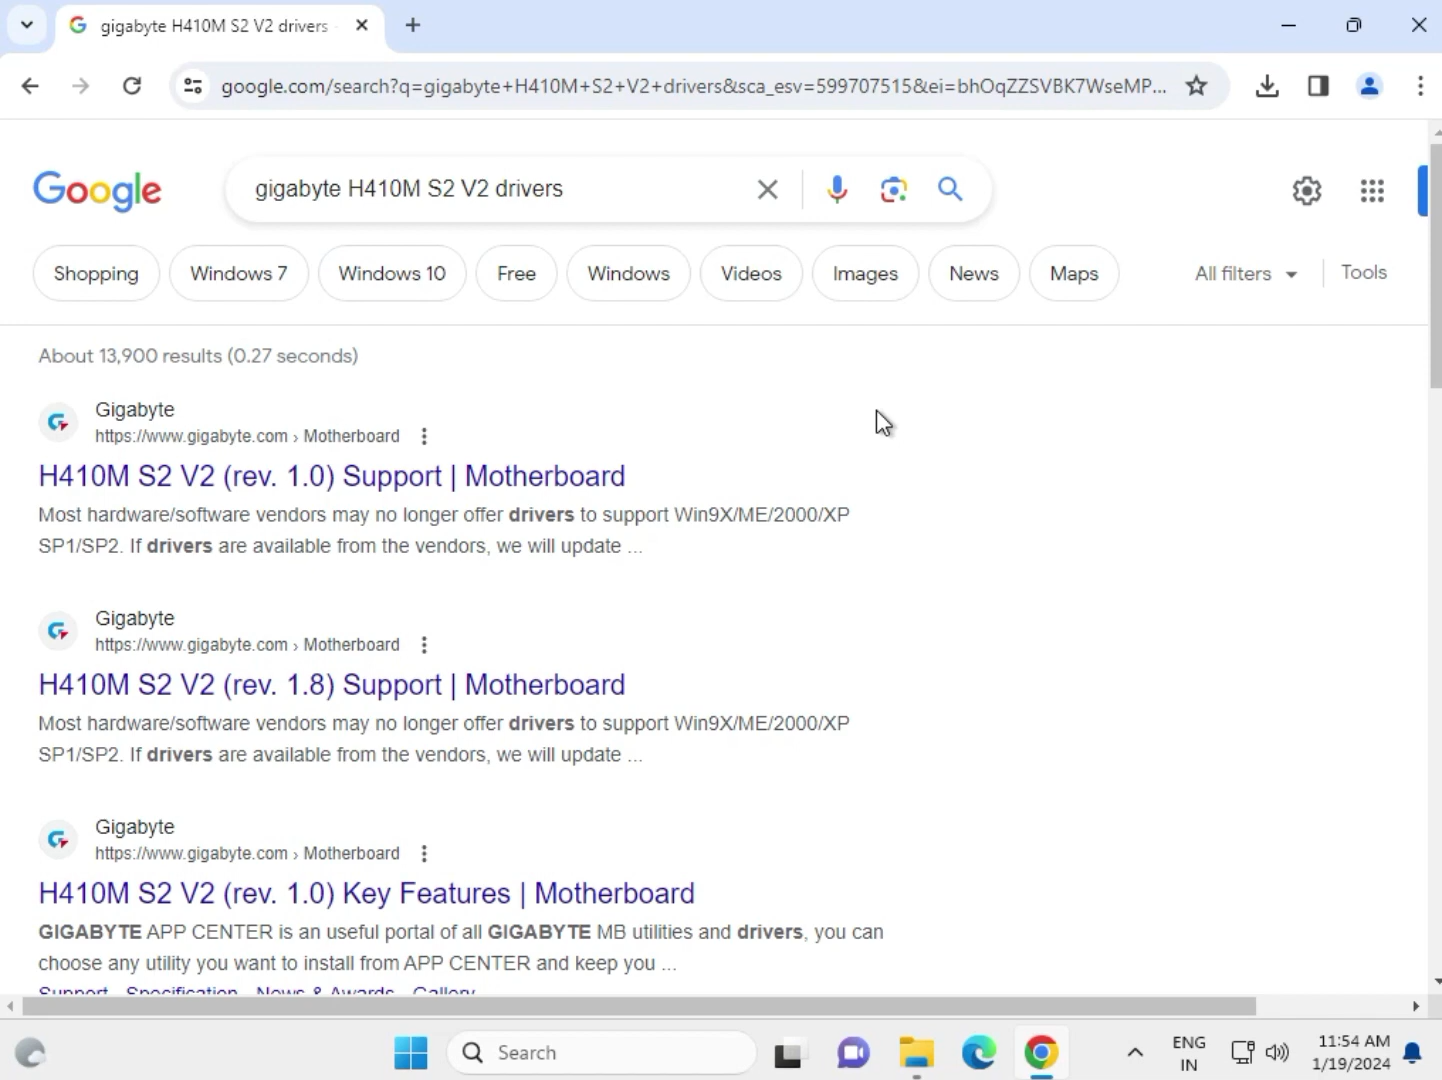 gigabyte H410M S2 V2 drivers
google.com/search?q=gigabyte+H410M+S2+V2+drivers&sca_esv=599707515&ei=bhOqZZSVBK7WseMP...
Google
gigabyte H410M S2 V2 drivers
Shopping Windows 7 Windows 10 Free Windows Videos Images News Maps All filters Tools
About 13,900 results (0.27 seconds)
Gigabyte
https://www.gigabyte.com › Motherboard
H410M S2 V2 (rev. 1.0) Support | Motherboard
Most hardware/software vendors may no longer offer drivers to support Win9X/ME/2000/XP
SP1/SP2. If drivers are available from the vendors, we will update ...
Gigabyte
https://www.gigabyte.com › Motherboard
H410M S2 V2 (rev. 1.8) Support | Motherboard
Most hardware/software vendors may no longer offer drivers to support Win9X/ME/2000/XP
SP1/SP2. If drivers are available from the vendors, we will update ...
Gigabyte
https://www.gigabyte.com › Motherboard
H410M S2 V2 (rev. 1.0) Key Features | Motherboard
GIGABYTE APP CENTER is an useful portal of all GIGABYTE MB utilities and drivers, you can
choose any utility you want to install from APP CENTER and keep you ...
Support Specification News & Awards Gallery
Search
ENG 11:54 AM
IN 1/19/2024